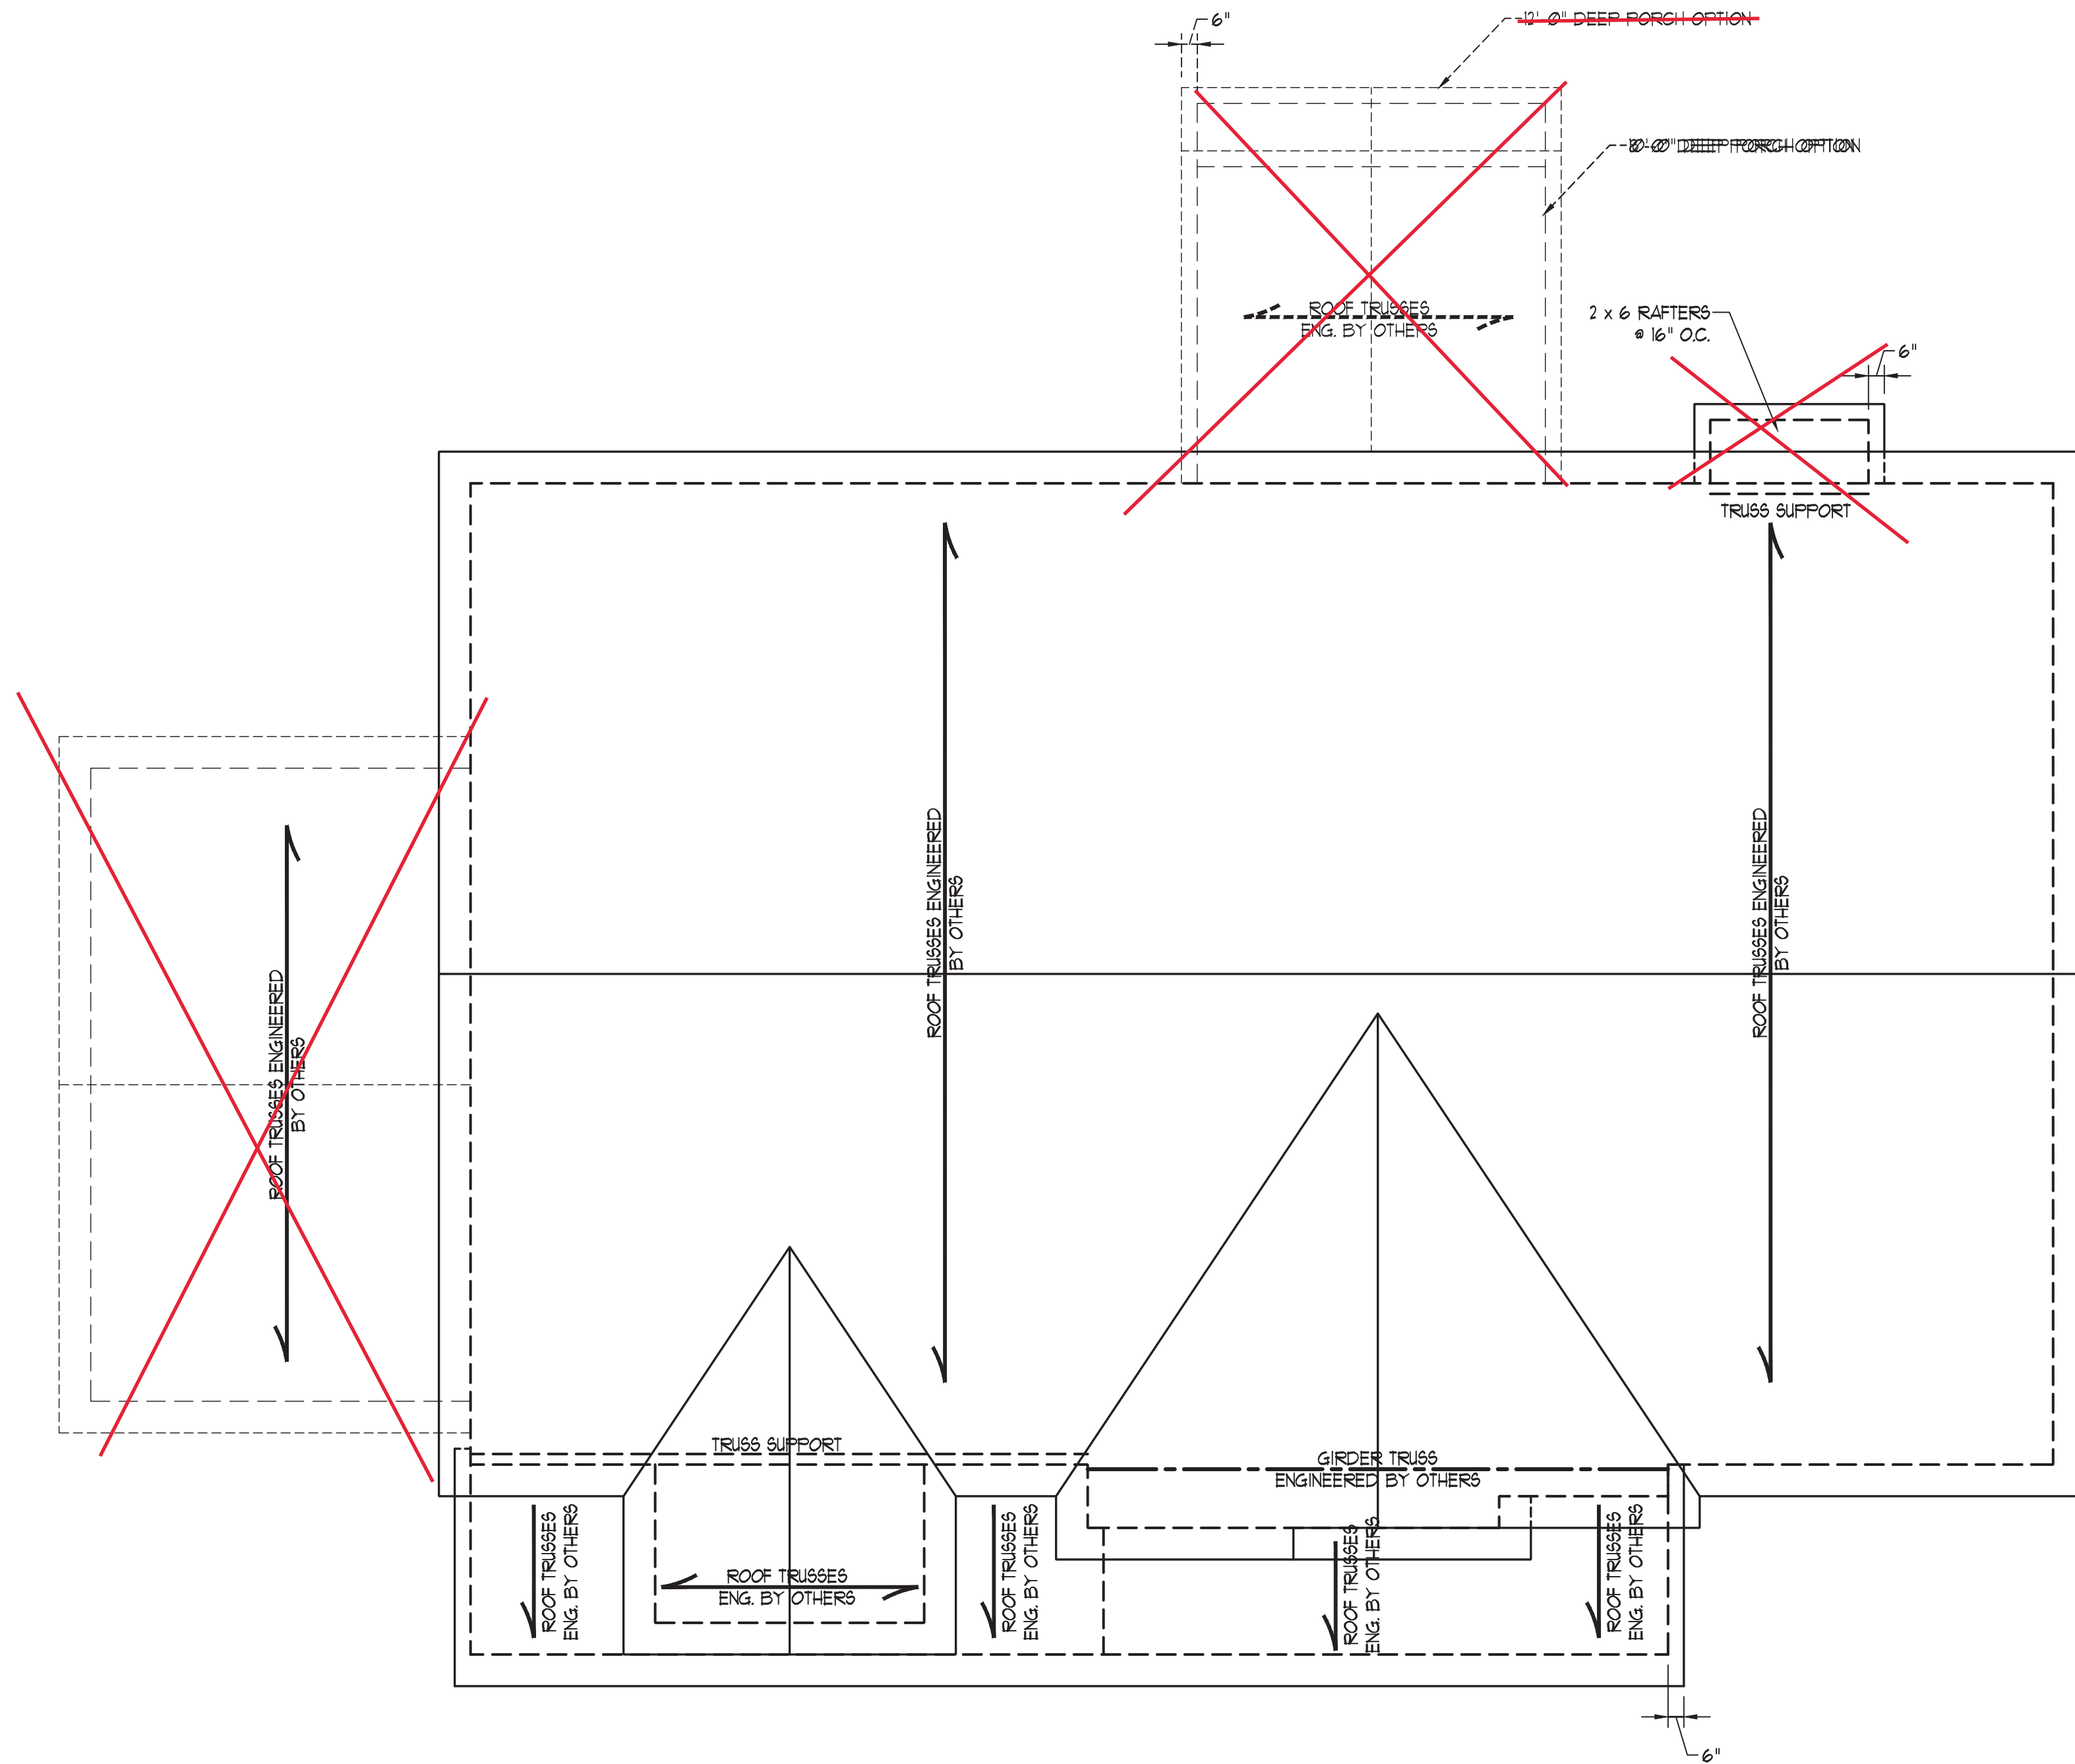 6"
12'-0" DEEP PORCH OPTION
DEEP PORCH OPTION
ROOF TRUSSES
ENG. BY OTHERS
2 x 6 RAFTERS
@ 16" O.C.
6"
TRUSS SUPPORT
ROOF TRUSSES ENGINEERED
BY OTHERS
ROOF TRUSSES ENGINEERED
BY OTHERS
ROOF TRUSSES ENGINEERED
BY OTHERS
TRUSS SUPPORT
GIRDER TRUSS
ENGINEERED BY OTHERS
ROOF TRUSSES
ENG. BY OTHERS
ROOF TRUSSES
ENG. BY OTHERS
ROOF TRUSSES
ENG. BY OTHERS
ROOF TRUSSES
ENG. BY OTHERS
ROOF TRUSSES
ENG. BY OTHERS
6"